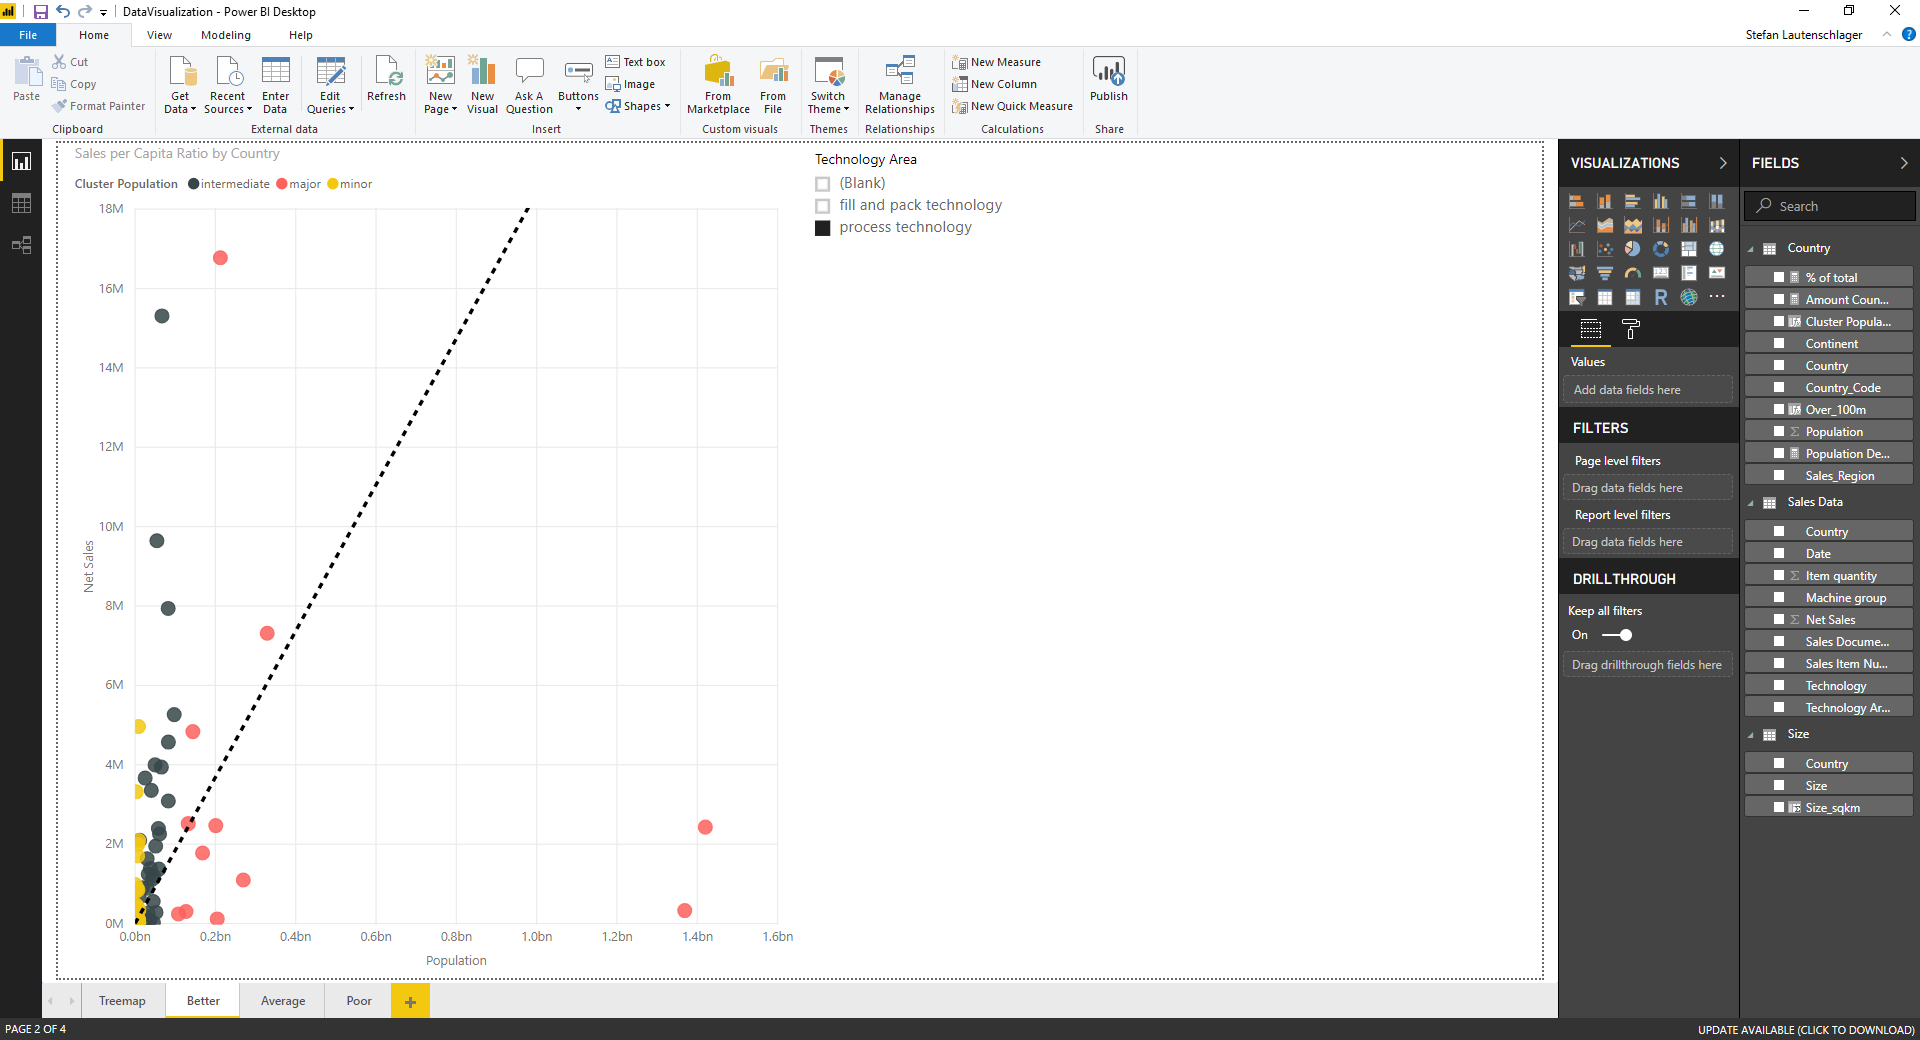 DataVisualization - Power BI Desktop
File
Home
View
Modeling
Help
Stefan Lautenschlager
?
Paste
Cut
Copy
Format Painter
Clipboard
Get
Data
Recent
Sources
Enter
Data
External data
Edit
Queries
Refresh
New
Page
New
Visual
Ask A
Question
Buttons
Text box
Image
Shapes
Insert
From
Marketplace
From
File
Custom visuals
Switch
Theme
Themes
Manage
Relationships
Relationships
New Measure
New Column
New Quick Measure
Calculations
Publish
Share
Sales per Capita Ratio by Country
Cluster Population
intermediate
major
minor
18M
16M
14M
12M
10M
8M
6M
4M
2M
0M
Net Sales
0.0bn
0.2bn
0.4bn
0.6bn
0.8bn
1.0bn
1.2bn
1.4bn
1.6bn
Population
Technology Area
(Blank)
fill and pack technology
process technology
VISUALIZATIONS
R
Values
Add data fields here
FILTERS
Page level filters
Drag data fields here
Report level filters
Drag data fields here
DRILLTHROUGH
Keep all filters
On
Drag drillthrough fields here
FIELDS
Search
Country
% of total
Amount Coun...
Cluster Popula...
Continent
Country
Country_Code
Over_100m
Population
Population De...
Sales_Region
Sales Data
Country
Date
Item quantity
Machine group
Net Sales
Sales Docume...
Sales Item Nu...
Technology
Technology Ar...
Size
Country
Size
Size_sqkm
Treemap
Better
Average
Poor
+
PAGE 2 OF 4
UPDATE AVAILABLE (CLICK TO DOWNLOAD)